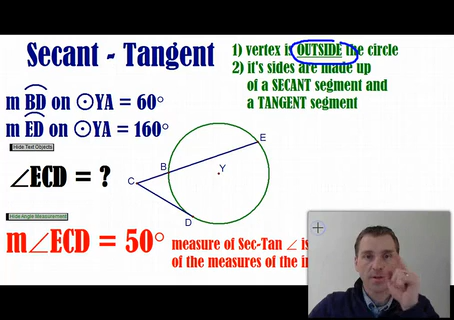 Secant - Tangent
1) vertex is OUTSIDE the circle
2) it's sides are made up
of a SECANT segment and
a TANGENT segment
m BD on ⊙YA = 60°
m ED on ⊙YA = 160°
Hide Text Objects
∠ECD = ?
E
B
Y
C
D
Hide Angle Measurement
m∠ECD = 50°
measure of Sec-Tan ∠ is
of the measures of the